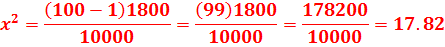 x² = (100 − 1)1800 / 10000 = (99)1800 / 10000 = 178200 / 10000 = 17.82